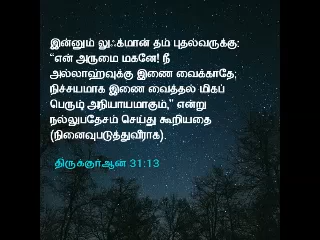 இன்னும் லுஃக்மான் தம் புதல்வருக்கு:
“என் அருமை மகனே! நீ
அல்லாஹ்வுக்கு இணை வைக்காதே;
நிச்சயமாக இணை வைத்தல் மிகப்
பெரும் அநியாயமாகும்,” என்று
நல்லுபதேசம் செய்து கூறியதை
(நினைவுபடுத்துவீராக).
திருக்குர்ஆன் 31:13